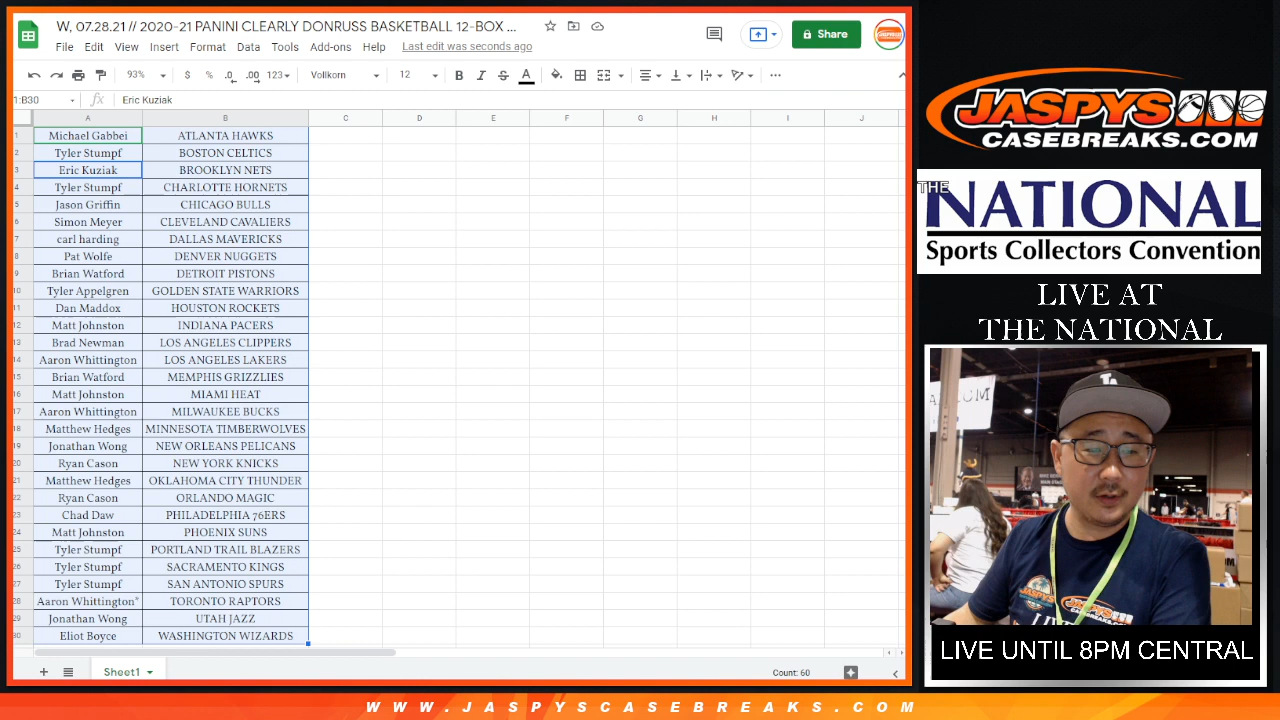 W, 07.28.21 // 2020-21 PANINI CLEARLY DONRUSS BASKETBALL 12-BOX ...
File Edit View Insert Format Data Tools Add-ons Help Last edit was seconds ago
Share
93% $ % .0 .00 123 Vollkorn 12 B I S A
1:B30 fx Eric Kuziak
A B C D E F G H I J
1 Michael Gabbei ATLANTA HAWKS
2 Tyler Stumpf BOSTON CELTICS
3 Eric Kuziak BROOKLYN NETS
4 Tyler Stumpf CHARLOTTE HORNETS
5 Jason Griffin CHICAGO BULLS
6 Simon Meyer CLEVELAND CAVALIERS
7 carl harding DALLAS MAVERICKS
8 Pat Wolfe DENVER NUGGETS
9 Brian Watford DETROIT PISTONS
10 Tyler Appelgren GOLDEN STATE WARRIORS
11 Dan Maddox HOUSTON ROCKETS
12 Matt Johnston INDIANA PACERS
13 Brad Newman LOS ANGELES CLIPPERS
14 Aaron Whittington LOS ANGELES LAKERS
15 Brian Watford MEMPHIS GRIZZLIES
16 Matt Johnston MIAMI HEAT
17 Aaron Whittington MILWAUKEE BUCKS
18 Matthew Hedges MINNESOTA TIMBERWOLVES
19 Jonathan Wong NEW ORLEANS PELICANS
20 Ryan Cason NEW YORK KNICKS
21 Matthew Hedges OKLAHOMA CITY THUNDER
22 Ryan Cason ORLANDO MAGIC
23 Chad Daw PHILADELPHIA 76ERS
24 Matt Johnston PHOENIX SUNS
25 Tyler Stumpf PORTLAND TRAIL BLAZERS
26 Tyler Stumpf SACRAMENTO KINGS
27 Tyler Stumpf SAN ANTONIO SPURS
28 Aaron Whittington* TORONTO RAPTORS
29 Jonathan Wong UTAH JAZZ
30 Eliot Boyce WASHINGTON WIZARDS
Sheet1 Count: 60
JASPYS
CASEBREAKS.COM
THE
NATIONAL
Sports Collectors Convention
LIVE AT
THE NATIONAL
JASPYS
LIVE UNTIL 8PM CENTRAL
WWW.JASPYSCASEBREAKS.COM